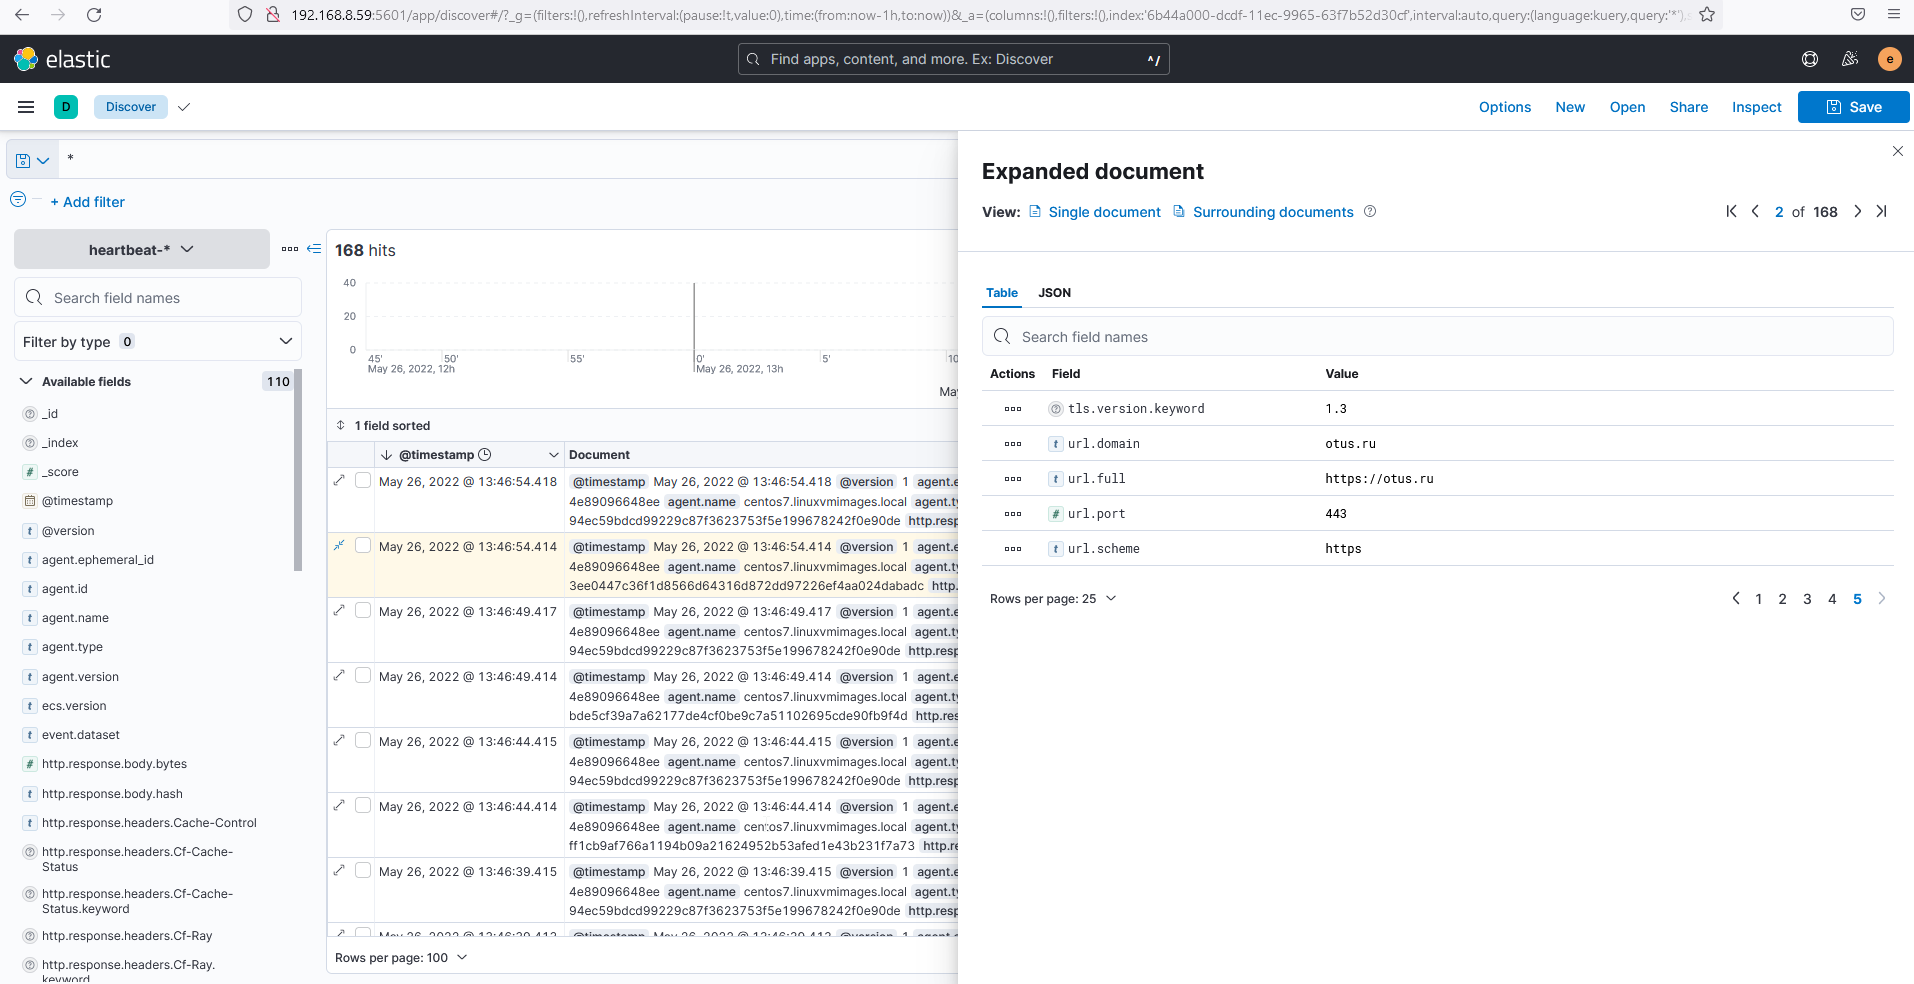 192.168.8.59:5601/app/discover#/?_g=(filters:!(),refreshInterval:(pause:!t,value:0),time:(from:now-1h,to:now))&_a=(columns:!(),filters:!(),index:'6b44a000-dcdf-11ec-9965-63f7b52d30cf',interval:auto,query:(language:kuery,query:'*'),s
elastic
Find apps, content, and more. Ex: Discover ^/
e
D Discover
Options New Open Share Inspect Save
*
+ Add filter
heartbeat-*
Search field names
Filter by type 0
Available fields 110
_id
_index
_score
@timestamp
@version
agent.ephemeral_id
agent.id
agent.name
agent.type
agent.version
ecs.version
event.dataset
http.response.body.bytes
http.response.body.hash
http.response.headers.Cache-Control
http.response.headers.Cf-Cache-
Status
http.response.headers.Cf-Cache-
Status.keyword
http.response.headers.Cf-Ray
http.response.headers.Cf-Ray.
keyword
168 hits
40
20
0
45' 50' 55' 0' 5' 10
May 26, 2022, 12h May 26, 2022, 13h
May
1 field sorted
@timestamp Document
May 26, 2022 @ 13:46:54.418 @timestamp May 26, 2022 @ 13:46:54.418 @version 1 agent.e
4e89096648ee agent.name centos7.linuxvmimages.local agent.ty
94ec59bdcd99229c87f3623753f5e199678242f0e90de http.resp
May 26, 2022 @ 13:46:54.414 @timestamp May 26, 2022 @ 13:46:54.414 @version 1 agent.e
4e89096648ee agent.name centos7.linuxvmimages.local agent.ty
3ee0447c36f1d8566d64316d872dd97226ef4aa024dabadc http.
May 26, 2022 @ 13:46:49.417 @timestamp May 26, 2022 @ 13:46:49.417 @version 1 agent.e
4e89096648ee agent.name centos7.linuxvmimages.local agent.ty
94ec59bdcd99229c87f3623753f5e199678242f0e90de http.resp
May 26, 2022 @ 13:46:49.414 @timestamp May 26, 2022 @ 13:46:49.414 @version 1 agent.e
4e89096648ee agent.name centos7.linuxvmimages.local agent.ty
bde5cf39a7a62177de4cf0be9c7a51102695cde90fb9f4d http.res
May 26, 2022 @ 13:46:44.415 @timestamp May 26, 2022 @ 13:46:44.415 @version 1 agent.e
4e89096648ee agent.name centos7.linuxvmimages.local agent.ty
94ec59bdcd99229c87f3623753f5e199678242f0e90de http.resp
May 26, 2022 @ 13:46:44.414 @timestamp May 26, 2022 @ 13:46:44.414 @version 1 agent.e
4e89096648ee agent.name centos7.linuxvmimages.local agent.ty
ff1cb9af766a1194b09a21624952b53afed1e43b231f7a73 http.re
May 26, 2022 @ 13:46:39.415 @timestamp May 26, 2022 @ 13:46:39.415 @version 1 agent.e
4e89096648ee agent.name centos7.linuxvmimages.local agent.ty
94ec59bdcd99229c87f3623753f5e199678242f0e90de http.resp
Rows per page: 100
Expanded document
View: Single document Surrounding documents
2 of 168
Table JSON
Search field names
Actions Field Value
tls.version.keyword 1.3
url.domain otus.ru
url.full https://otus.ru
url.port 443
url.scheme https
Rows per page: 25 1 2 3 4 5